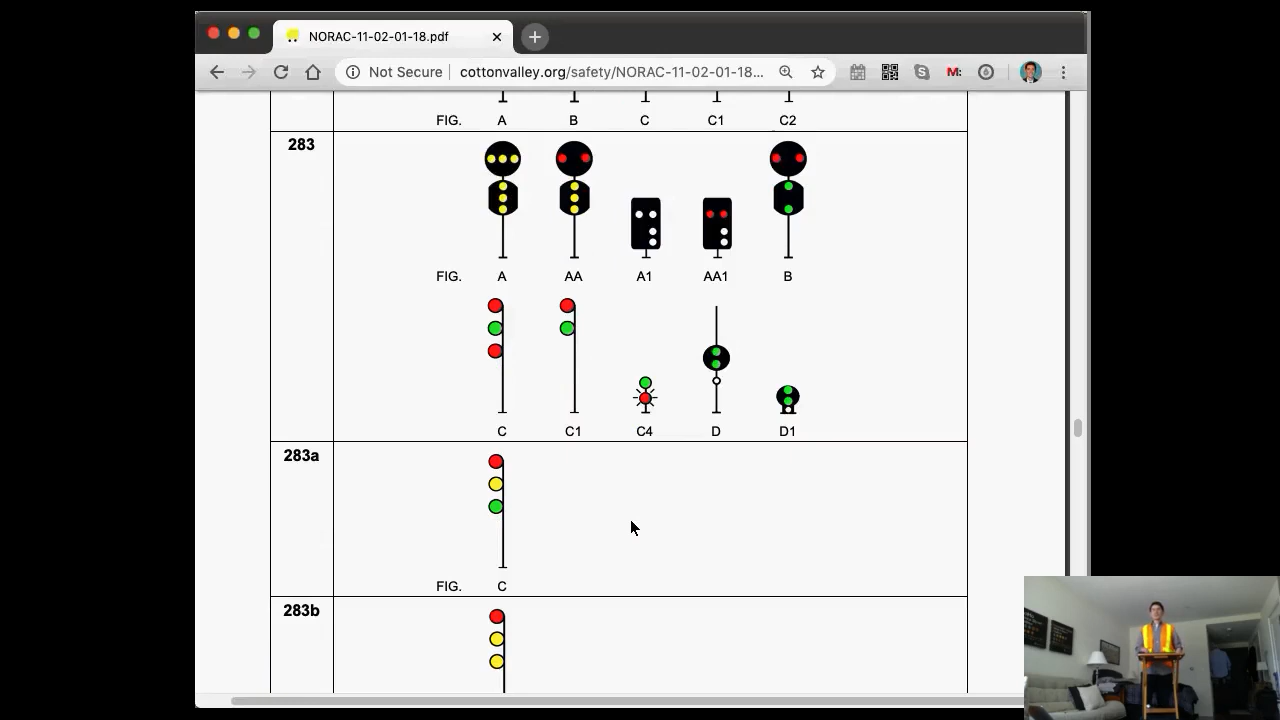 NORAC-11-02-01-18.pdf
Not Secure cottonvalley.org/safety/NORAC-11-02-01-18...
M:
FIG. A B C C1 C2
283
FIG. A AA A1 AA1 B
C C1 C4 D D1
283a
FIG. C
283b